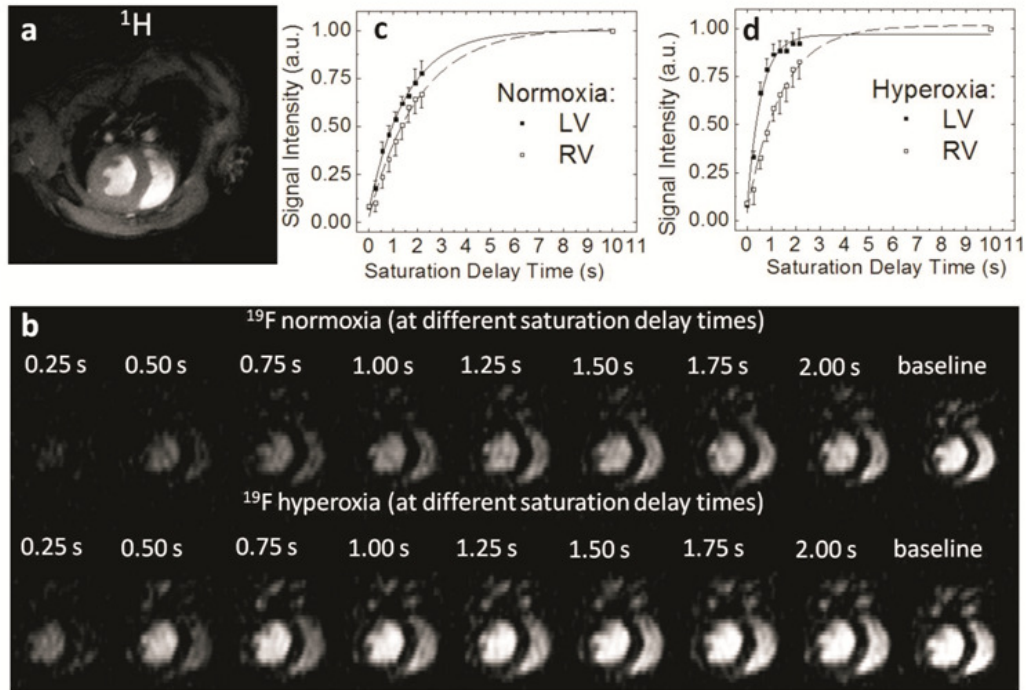 a
¹H
c
1.00
0.75
0.50
0.25
0.00
Signal Intensity (a.u.)
Normoxia:
LV
RV
0 1 2 3 4 5 6 7 8 9 10 11
Saturation Delay Time (s)
d
1.00
0.75
0.50
0.25
0.00
Signal Intensity (a.u.)
Hyperoxia:
LV
RV
0 1 2 3 4 5 6 7 8 9 10 11
Saturation Delay Time (s)
b
¹⁹F normoxia (at different saturation delay times)
0.25 s 0.50 s 0.75 s 1.00 s 1.25 s 1.50 s 1.75 s 2.00 s baseline
¹⁹F hyperoxia (at different saturation delay times)
0.25 s 0.50 s 0.75 s 1.00 s 1.25 s 1.50 s 1.75 s 2.00 s baseline